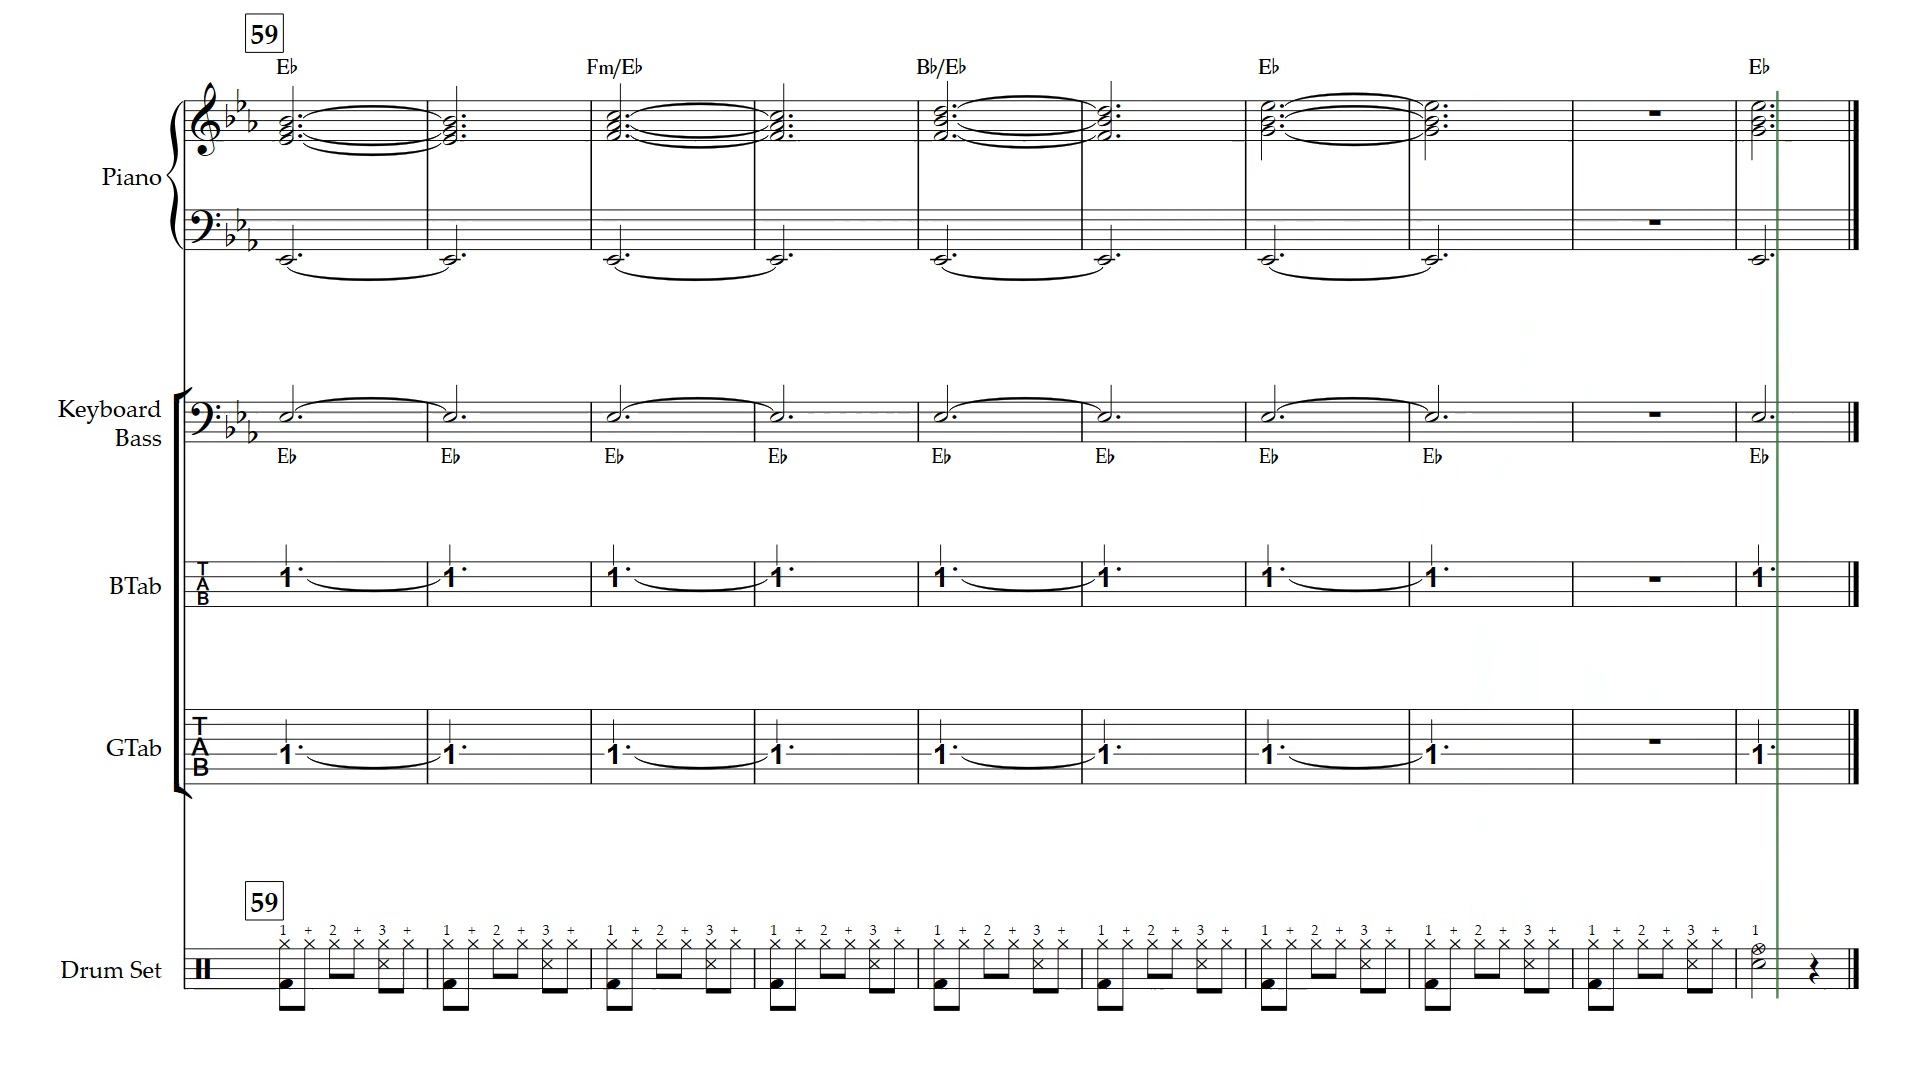 59
E♭ Fm/E♭ B♭/E♭ E♭ E♭
Piano
Keyboard
Bass
E♭ E♭ E♭ E♭ E♭ E♭ E♭ E♭ E♭
BTab
T
A
B
1 1 1 1 1 1 1 1 1
GTab
T
A
B
1 1 1 1 1 1 1 1 1
59
1 + 2 + 3 + 1 + 2 + 3 + 1 + 2 + 3 + 1 + 2 + 3 + 1 + 2 + 3 + 1 + 2 + 3 + 1 + 2 + 3 + 1 + 2 + 3 + 1 + 2 + 3 + 1
Drum Set